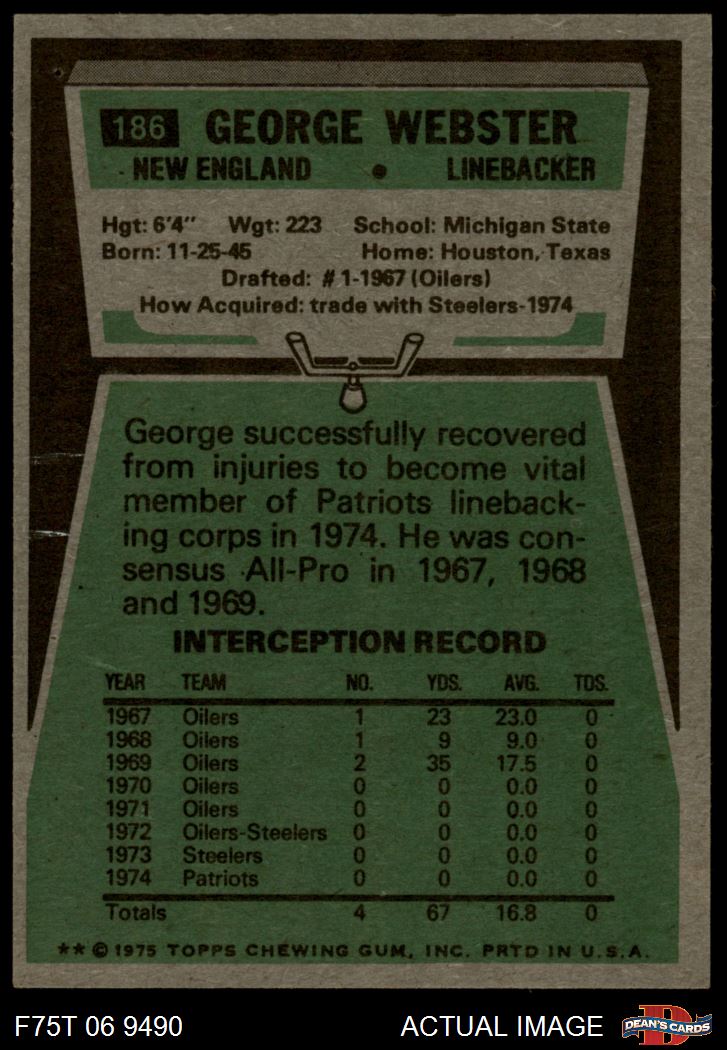 186 GEORGE WEBSTER
NEW ENGLAND • LINEBACKER
Hgt: 6'4" Wgt: 223 School: Michigan State
Born: 11-25-45 Home: Houston, Texas
Drafted: #1-1967 (Oilers)
How Acquired: trade with Steelers-1974
George successfully recovered
from injuries to become vital
member of Patriots lineback-
ing corps in 1974. He was con-
sensus All-Pro in 1967, 1968
and 1969.
INTERCEPTION RECORD
YEAR TEAM NO. YDS. AVG. TDS.
1967 Oilers 1 23 23.0 0
1968 Oilers 1 9 9.0 0
1969 Oilers 2 35 17.5 0
1970 Oilers 0 0 0.0 0
1971 Oilers 0 0 0.0 0
1972 Oilers-Steelers 0 0 0.0 0
1973 Steelers 0 0 0.0 0
1974 Patriots 0 0 0.0 0
Totals 4 67 16.8 0
** © 1975 TOPPS CHEWING GUM, INC. PRTD IN U.S.A.
F75T 06 9490 ACTUAL IMAGE DEAN'S CARDS